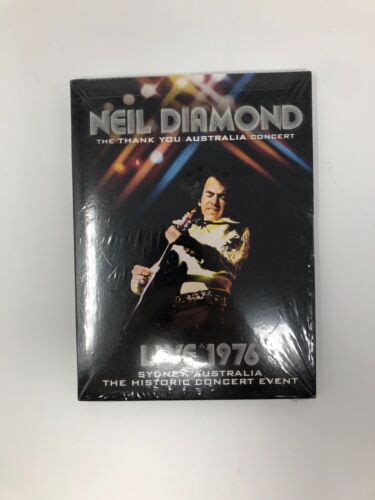 NEIL DIAMOND
THE THANK YOU AUSTRALIA CONCERT
LIVE 1976
SYDNEY, AUSTRALIA
THE HISTORIC CONCERT EVENT